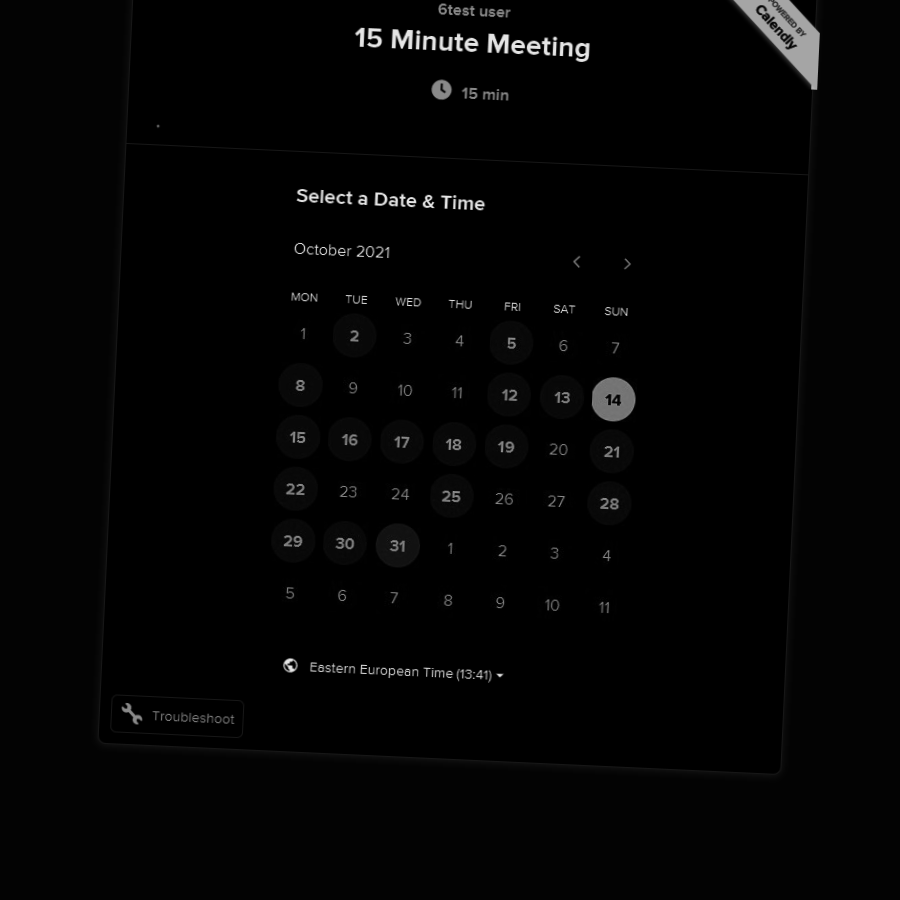 6test user
15 Minute Meeting
15 min
POWERED BY
Calendly
Select a Date & Time
October 2021
MON TUE WED THU FRI SAT SUN
1 2 3 4 5 6 7
8 9 10 11 12 13 14
15 16 17 18 19 20 21
22 23 24 25 26 27 28
29 30 31 1 2 3 4
5 6 7 8 9 10 11
Eastern European Time (13:41)
Troubleshoot